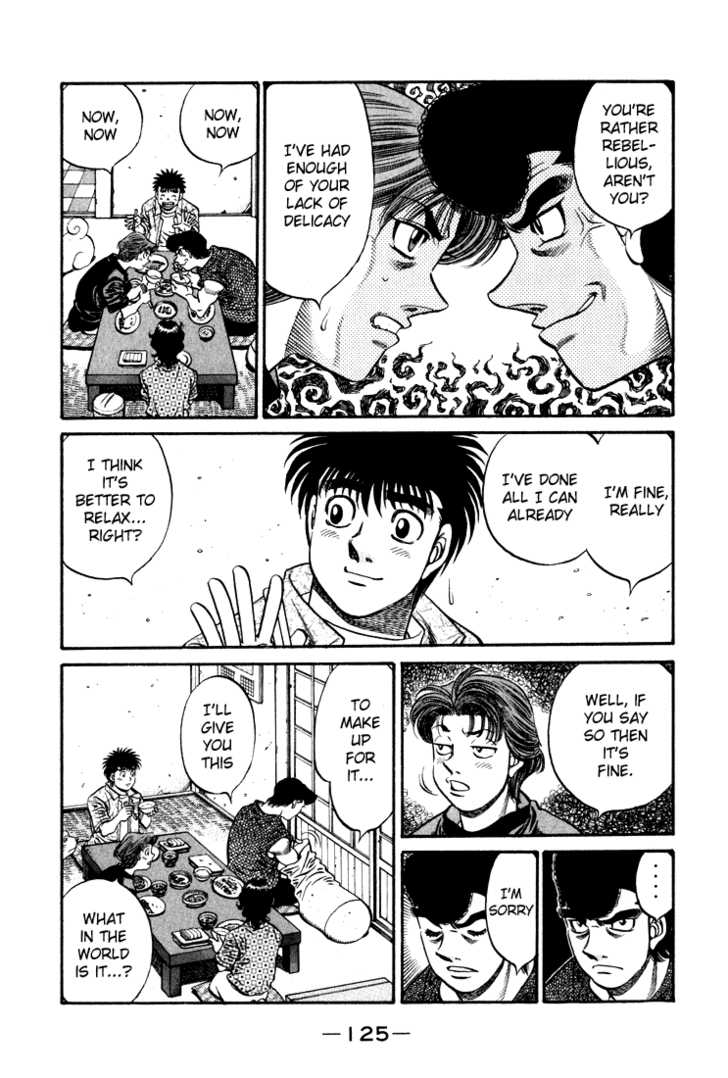 YOU'RE
RATHER
REBEL-
LIOUS,
AREN'T
YOU?
I'VE HAD
ENOUGH
OF YOUR
LACK OF
DELICACY
NOW,
NOW
NOW,
NOW
I'M FINE,
REALLY
I'VE DONE
ALL I CAN
ALREADY
I THINK
IT'S
BETTER TO
RELAX...
RIGHT?
WELL, IF
YOU SAY
SO THEN
IT'S
FINE.
....
I'M
SORRY
TO
MAKE
UP
FOR
IT...
I'LL
GIVE
YOU
THIS
WHAT
IN THE
WORLD
IS IT...?
—125—